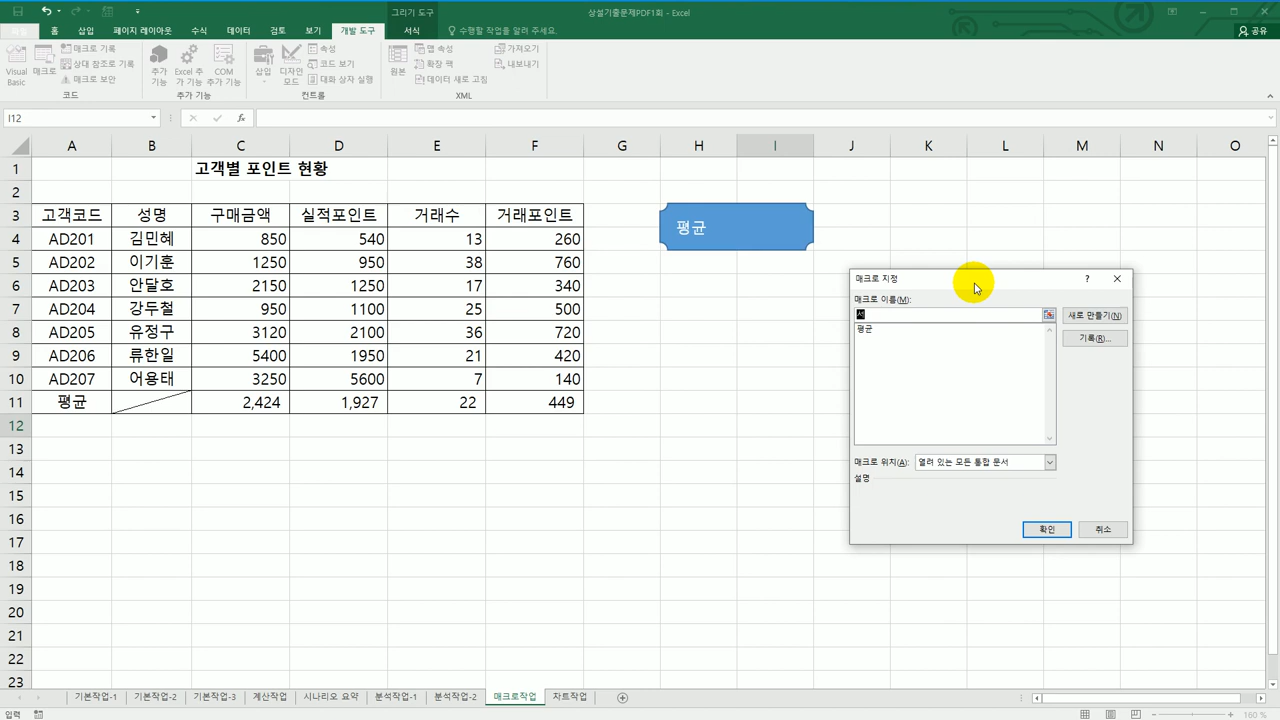 상설기출문제PDF1회 - Excel
그리기 도구
파일 홈 삽입 페이지 레이아웃 수식 데이터 검토 보기 개발 도구 서식 수행할 작업을 알려 주세요. 공유
Visual Basic
매크로
매크로 기록
상대 참조로 기록
매크로 보안
코드
추가 기능
Excel 추가 기능
COM 추가 기능
추가 기능
삽입
디자인 모드
속성
코드 보기
대화 상자 실행
컨트롤
원본
맵 속성
확장 팩
데이터 새로 고침
가져오기
내보내기
XML
I12
fx
A B C D E F G H I J K L M N O
1 고객별 포인트 현황
2
3 고객코드 성명 구매금액 실적포인트 거래수 거래포인트
4 AD201 김민혜 850 540 13 260
5 AD202 이기훈 1250 950 38 760
6 AD203 안달호 2150 1250 17 340
7 AD204 강두철 950 1100 25 500
8 AD205 유정구 3120 2100 36 720
9 AD206 류한일 5400 1950 21 420
10 AD207 어용태 3250 5600 7 140
11 평균 2,424 1,927 22 449
12
13
14
15
16
17
18
19
20
21
22
23
평균
매크로 지정 ?
매크로 이름(M):
서
새로 만들기(N)
평균
기록(R)...
매크로 위치(A): 열려 있는 모든 통합 문서
설명
확인 취소
기본작업-1 기본작업-2 기본작업-3 계산작업 시나리오 요약 분석작업-1 분석작업-2 매크로작업 차트작업
입력 160 %